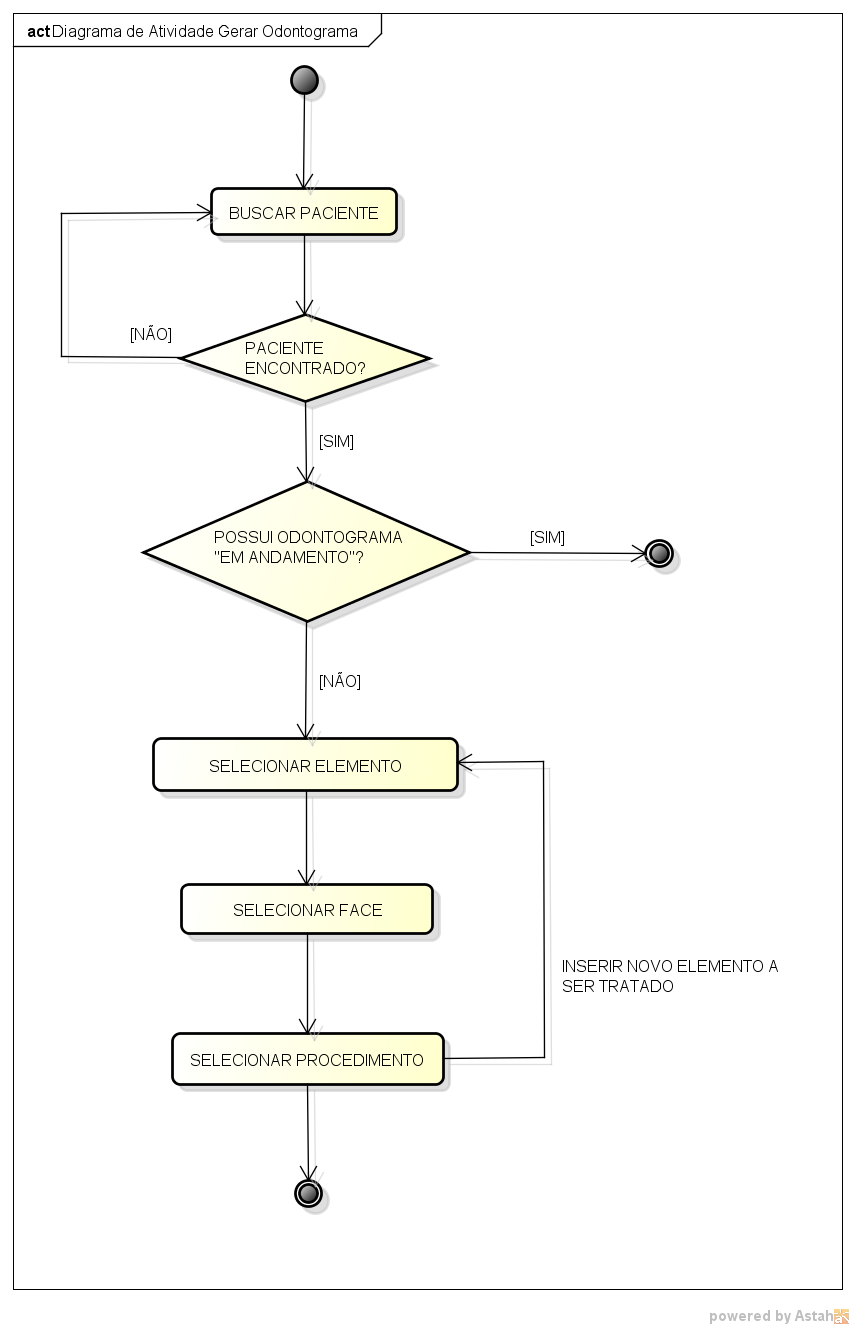 act Diagrama de Atividade Gerar Odontograma
BUSCAR PACIENTE
[NÃO]
PACIENTE
ENCONTRADO?
[SIM]
POSSUI ODONTOGRAMA
"EM ANDAMENTO"?
[SIM]
[NÃO]
SELECIONAR ELEMENTO
SELECIONAR FACE
INSERIR NOVO ELEMENTO A
SER TRATADO
SELECIONAR PROCEDIMENTO
powered by Astah